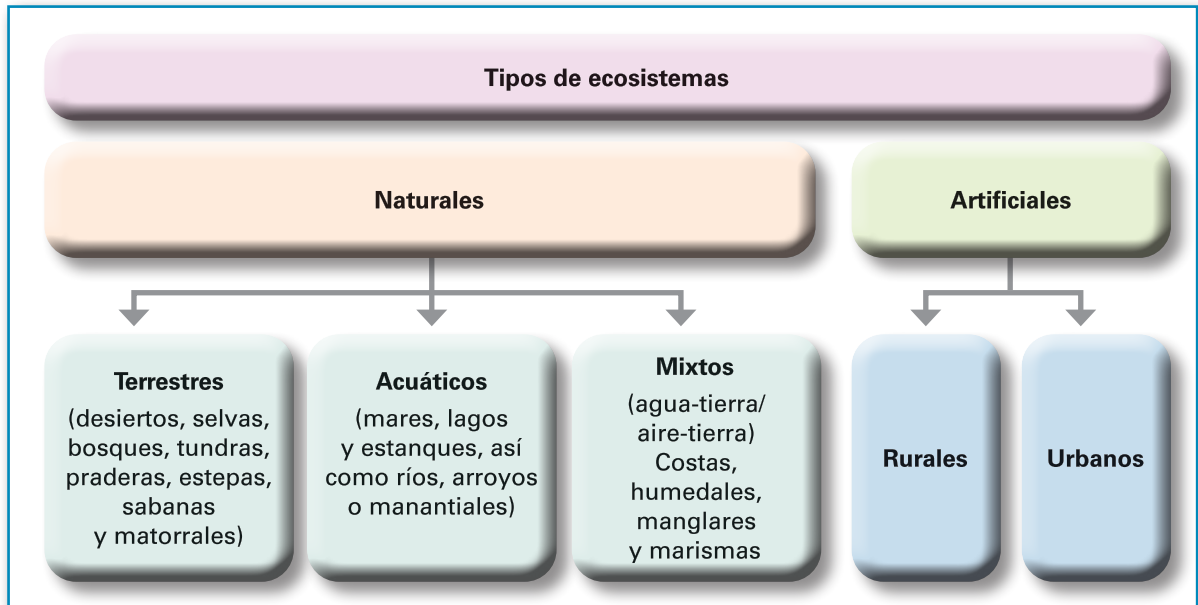 Tipos de ecosistemas
Naturales
Artificiales
Terrestres
(desiertos, selvas,
bosques, tundras,
praderas, estepas,
sabanas
y matorrales)
Acuáticos
(mares, lagos
y estanques, así
como ríos, arroyos
o manantiales)
Mixtos
(agua-tierra/
aire-tierra)
Costas,
humedales,
manglares
y marismas
Rurales
Urbanos